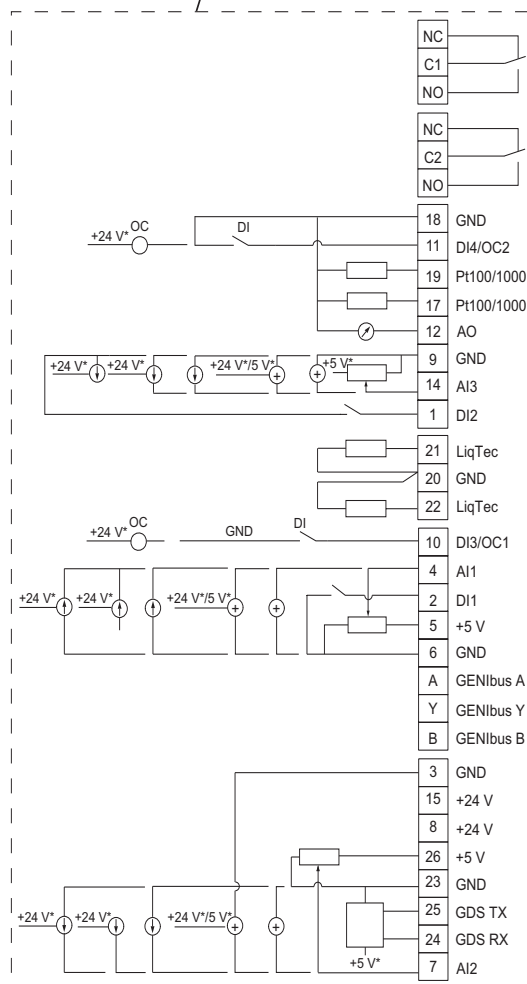 NC
C1
NO
NC
C2
NO
18 GND
+24 V* OC DI 11 DI4/OC2
19 Pt100/1000
17 Pt100/1000
12 AO
9 GND
+24 V* +24 V* +24 V*/5 V* +5 V*
14 AI3
1 DI2
21 LiqTec
20 GND
22 LiqTec
+24 V* OC GND DI 10 DI3/OC1
4 AI1
+24 V* +24 V* +24 V*/5 V* 2 DI1
5 +5 V
6 GND
A GENIbus A
Y GENIbus Y
B GENIbus B
3 GND
15 +24 V
8 +24 V
26 +5 V
23 GND
+24 V* +24 V* +24 V*/5 V* 25 GDS TX
24 GDS RX
+5 V* 7 AI2